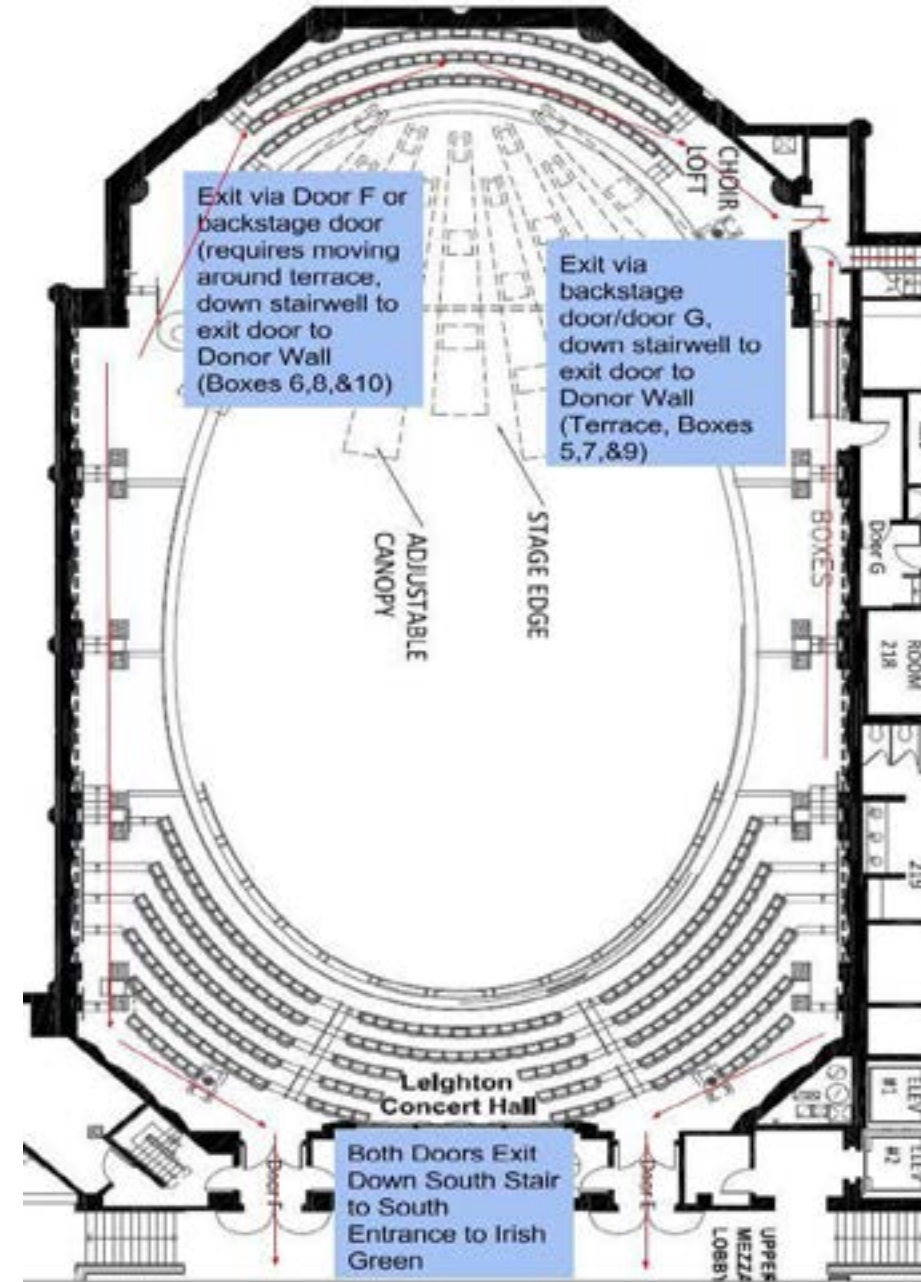 CHOIR
LOFT
Exit via Door F or
backstage door
(requires moving
around terrace,
down stairwell to
exit door to
Donor Wall
(Boxes 6,8,&10)
Exit via
backstage
door/door G,
down stairwell to
exit door to
Donor Wall
(Terrace, Boxes
5,7,&9)
ADJUSTABLE
CANOPY
STAGE EDGE
BOXES
Door G
ROOM
218
219
Leighton
Concert Hall
#1
#2
Both Doors Exit
Down South Stair
to South
Entrance to Irish
Green
Door F
Door
UPPE
MEZZA
LOBBY